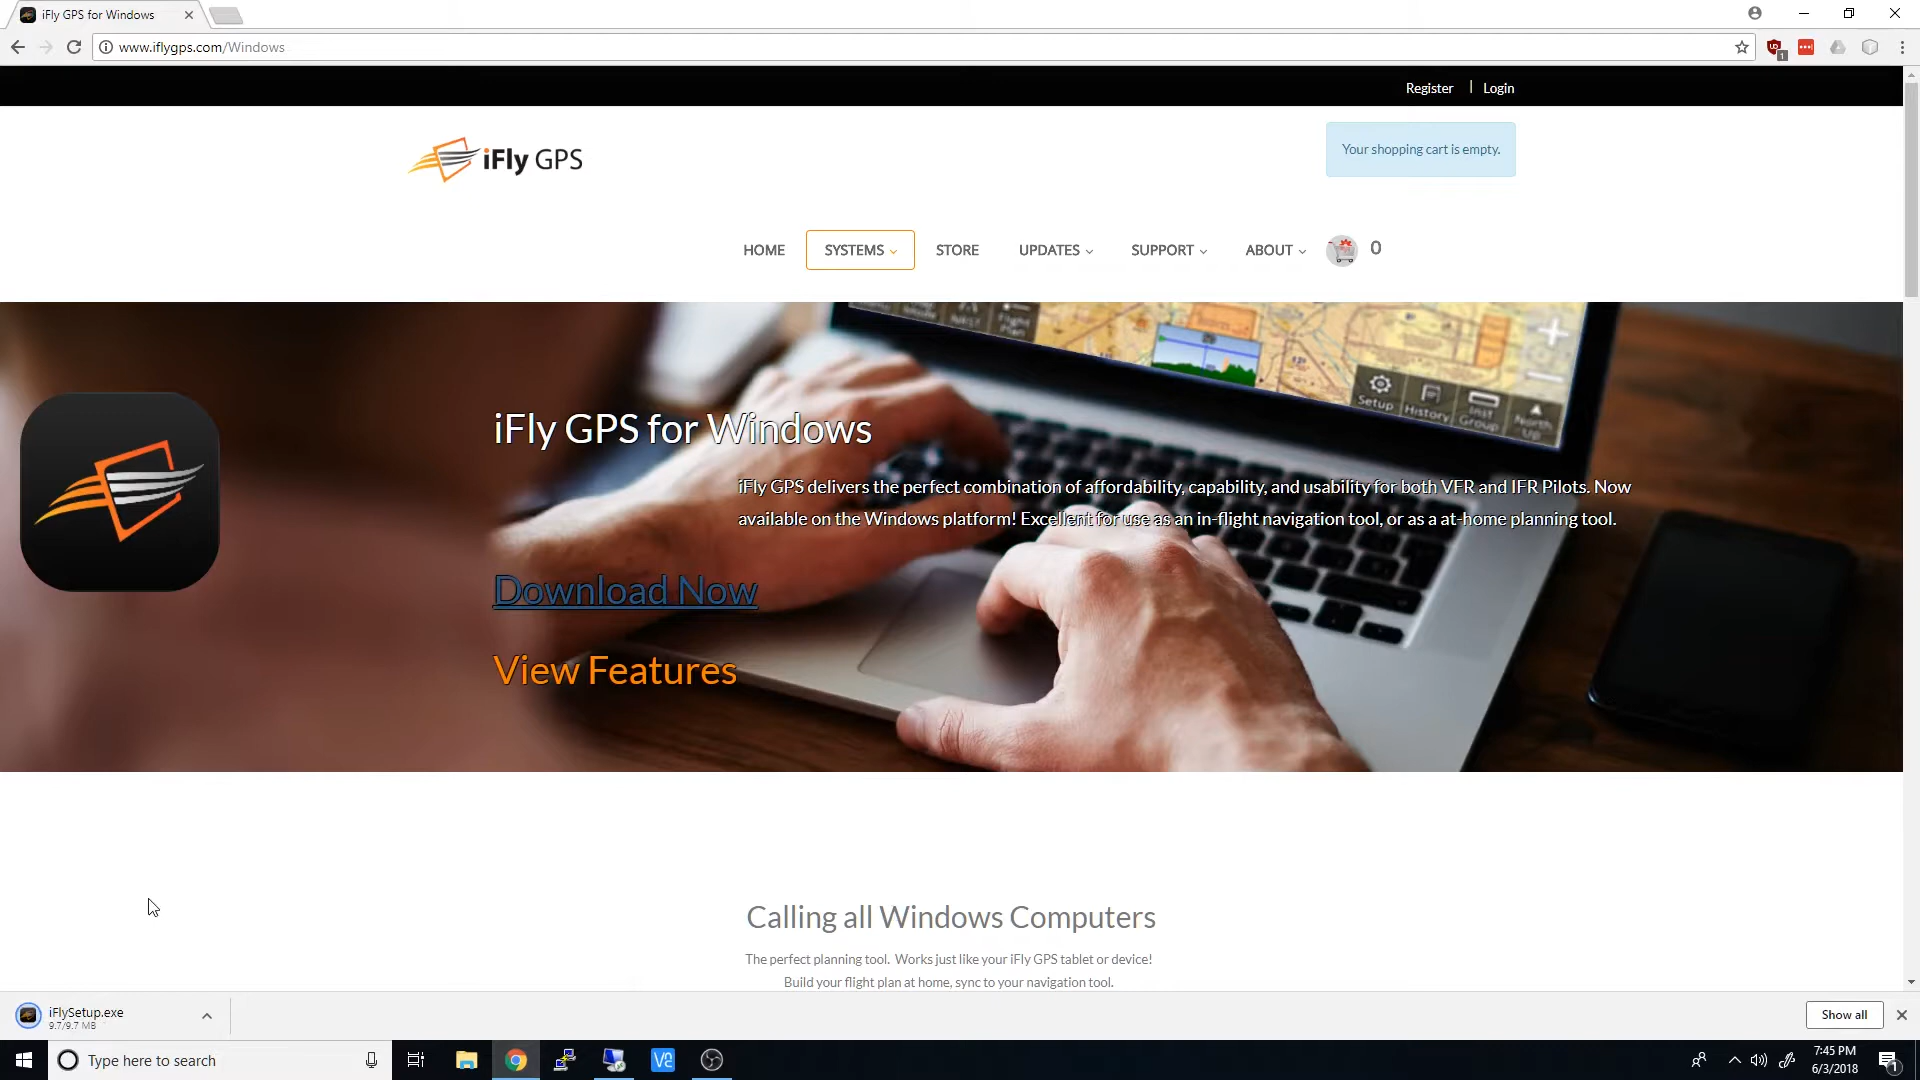 iFly GPS for Windows
www.iflygps.com/Windows
1
Register | Login
iFly GPS
Your shopping cart is empty.
HOME SYSTEMS STORE UPDATES SUPPORT ABOUT 0
Setup History Inst Group North Up
iFly GPS for Windows
iFly GPS delivers the perfect combination of affordability, capability, and usability for both VFR and IFR Pilots. Now
available on the Windows platform! Excellent for use as an in-flight navigation tool, or as a at-home planning tool.
Download Now
View Features
Calling all Windows Computers
The perfect planning tool. Works just like your iFly GPS tablet or device!
Build your flight plan at home, sync to your navigation tool.
iFlySetup.exe
9.7/9.7 MB
Show all
Type here to search
7:45 PM
6/3/2018
1